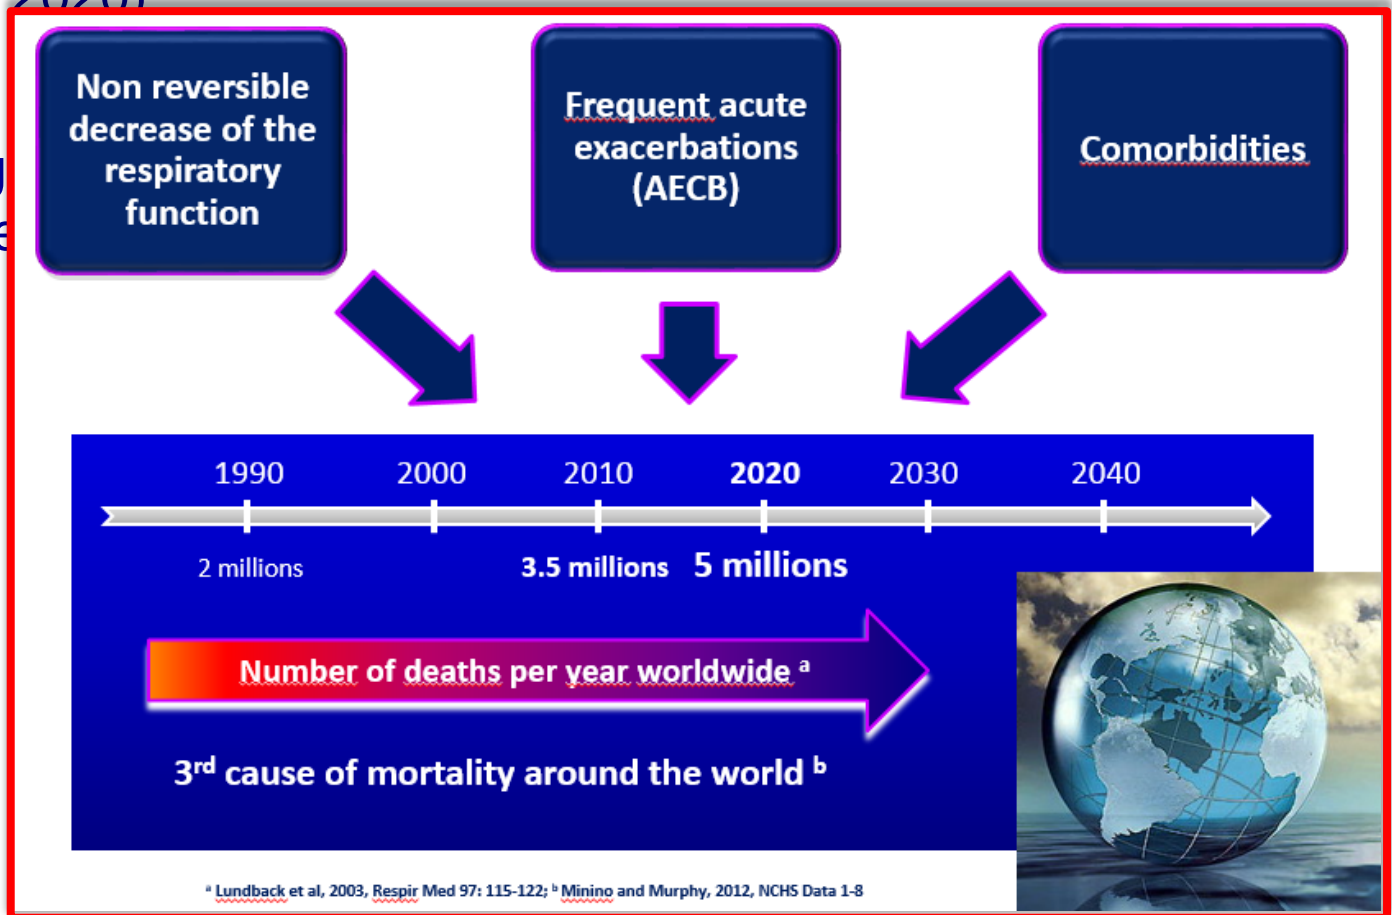 2020)
Non reversible
decrease of the
respiratory
function
Frequent acute
exacerbations
(AECB)
Comorbidities
1990 2000 2010 2020 2030 2040
2 millions 3.5 millions 5 millions
Number of deaths per year worldwide a
3rd cause of mortality around the world b
a Lundback et al, 2003, Respir Med 97: 115-122; b Minino and Murphy, 2012, NCHS Data 1-8